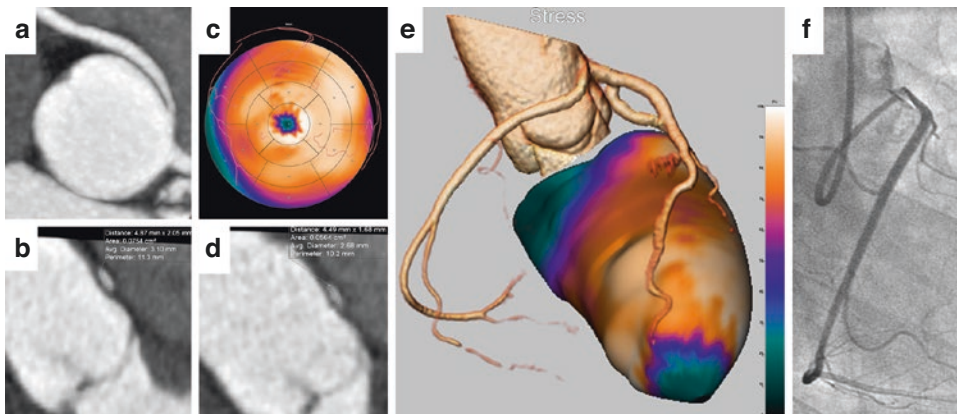 a
c
e
Stress
f
b
Distance: 4.97 mm x 2.05 mm
Area: 0.0754 cm²
Avg. Diameter: 3.10 mm
Perimeter: 11.3 mm
d
Distance: 4.49 mm x 1.68 mm
Area: 0.0564 cm²
Avg. Diameter: 2.68 mm
Perimeter: 10.2 mm